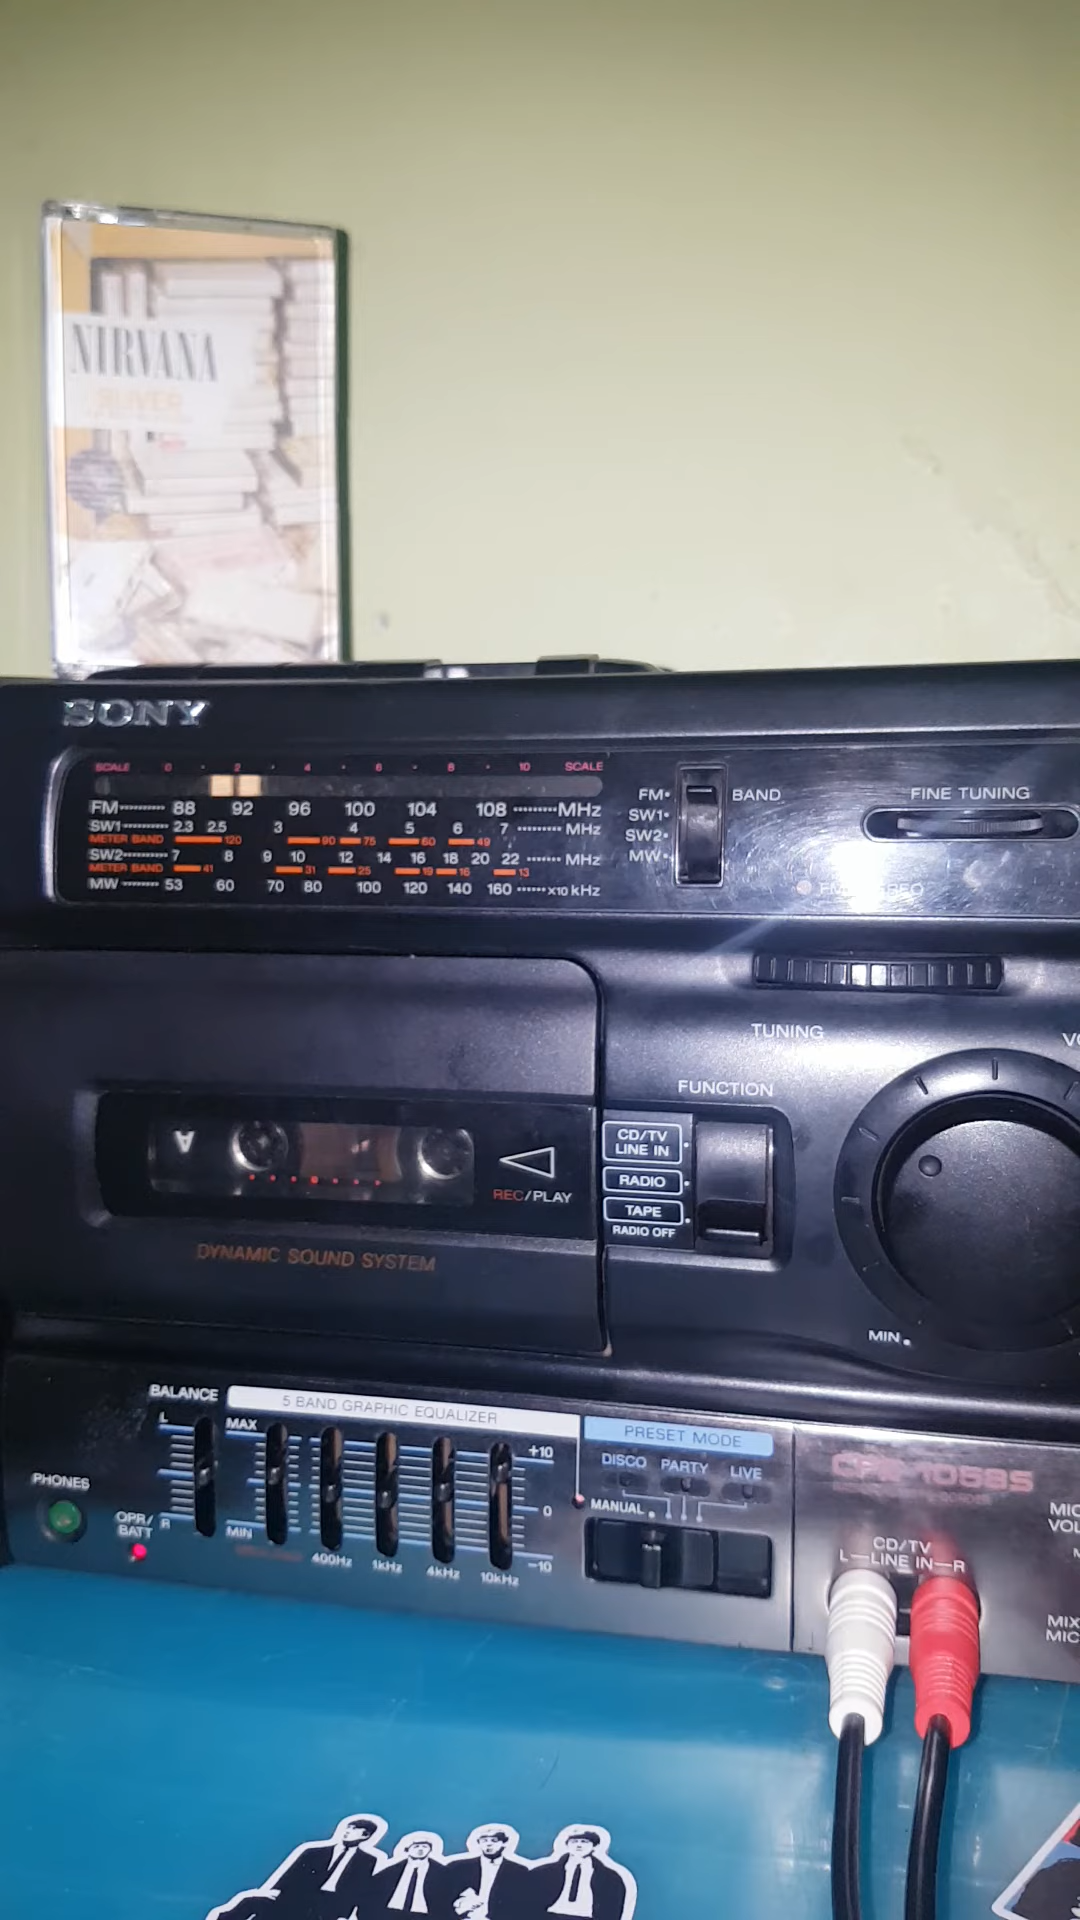 NIRVANA
SLIVER
SONY
SCALE 0 2 4 6 8 10 SCALE
FM 88 92 96 100 104 108 MHz
SW1 2.3 2.5 3 4 5 6 7 MHz
METER BAND 120 90 75 60 49
SW2 7 8 9 10 12 14 16 18 20 22 MHz
METER BAND 41 31 25 19 16 13
MW 53 60 70 80 100 120 140 160 x10 kHz
FM
SW1
SW2
MW
BAND
FINE TUNING
FM STEREO
TUNING
FUNCTION
CD/TV
LINE IN
RADIO
TAPE
RADIO OFF
A
REC/PLAY
DYNAMIC SOUND SYSTEM
MIN
BALANCE
L
R
5 BAND GRAPHIC EQUALIZER
MAX
MIN
+10
0
-10
400Hz 1kHz 4kHz 10kHz
PHONES
OPR/
BATT
PRESET MODE
DISCO PARTY LIVE
MANUAL
CD/TV
L—LINE IN—R
MIC